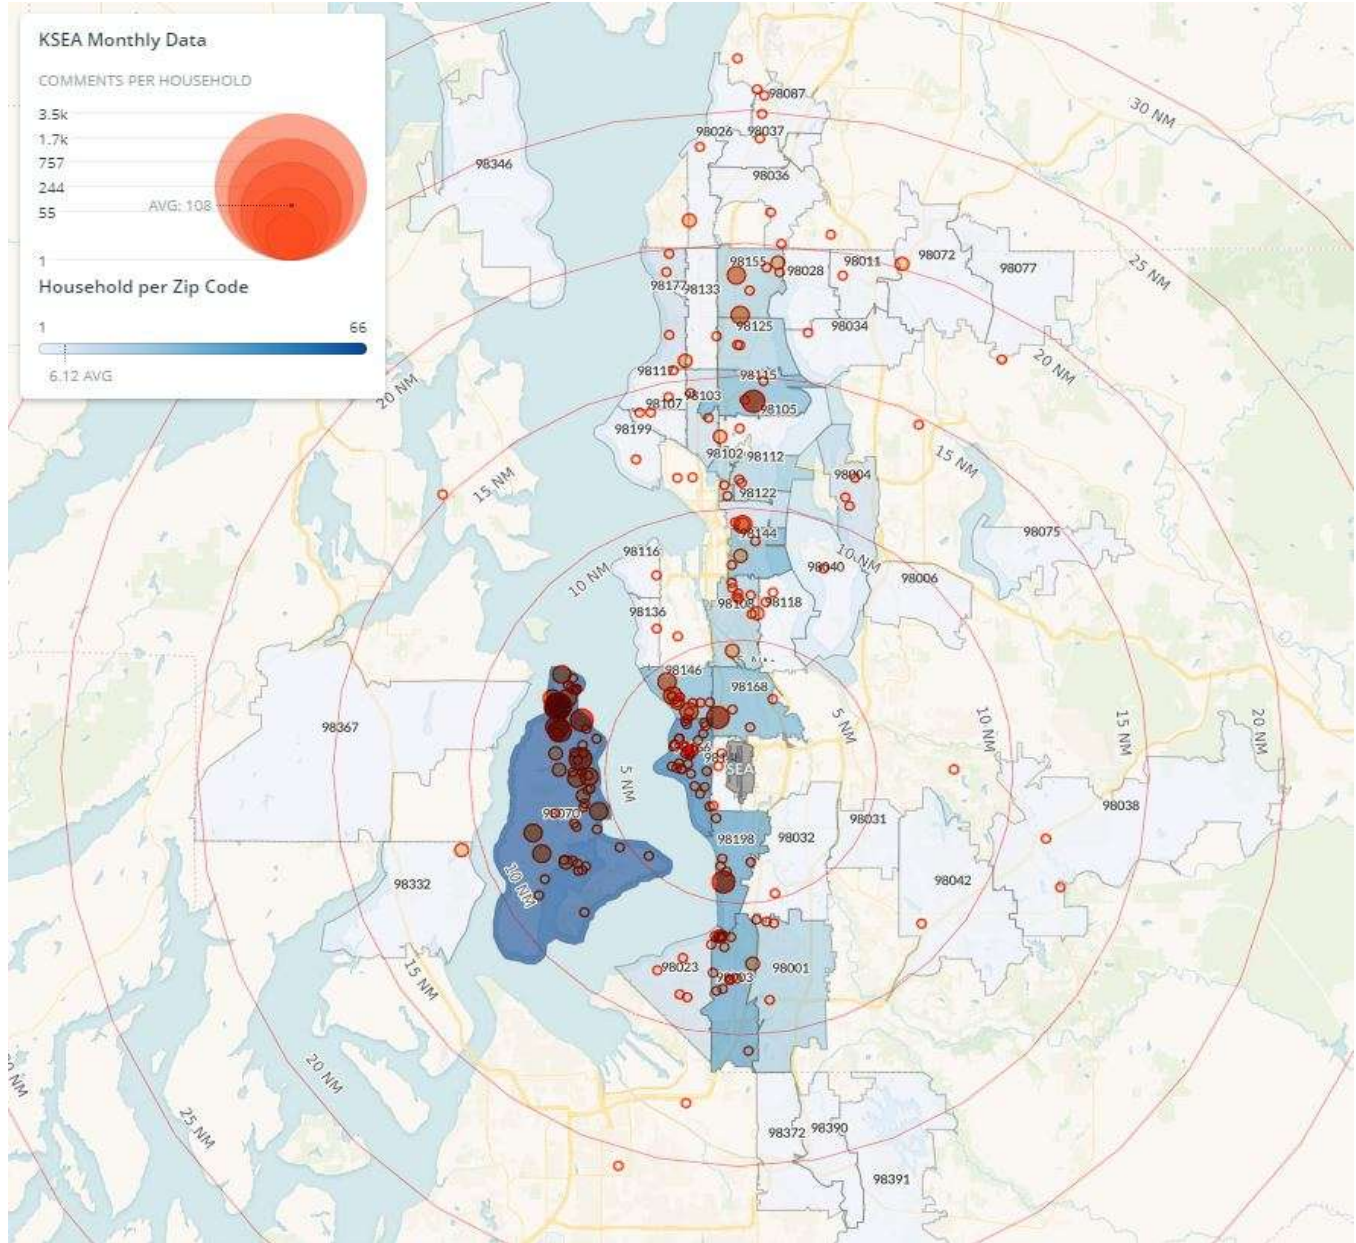 KSEA Monthly Data
COMMENTS PER HOUSEHOLD
3.5k
1.7k
757
244
55
AVG: 108
1
Household per Zip Code
1 66
6.12 AVG
30 NM
98087
98026 98037
98346
98036
98155 98028 98011 98072 98077
25 NM
98177 98133
98125 98034
20 NM
98117 98115
20 NM
98107 98103 98105
98199
98102 98112
15 NM
98004
15 NM
98122
98144
98075
98116
10 NM
98040
98006
10 NM
98136
98108 98118
98146
98168
5 NM
98367
10 NM
15 NM
20 NM
5 NM
SEA
98070
98038
98031
98032
98198
98332
10 NM
98042
98023
98003 98001
15 NM
20 NM
25 NM
98372 98390
98391